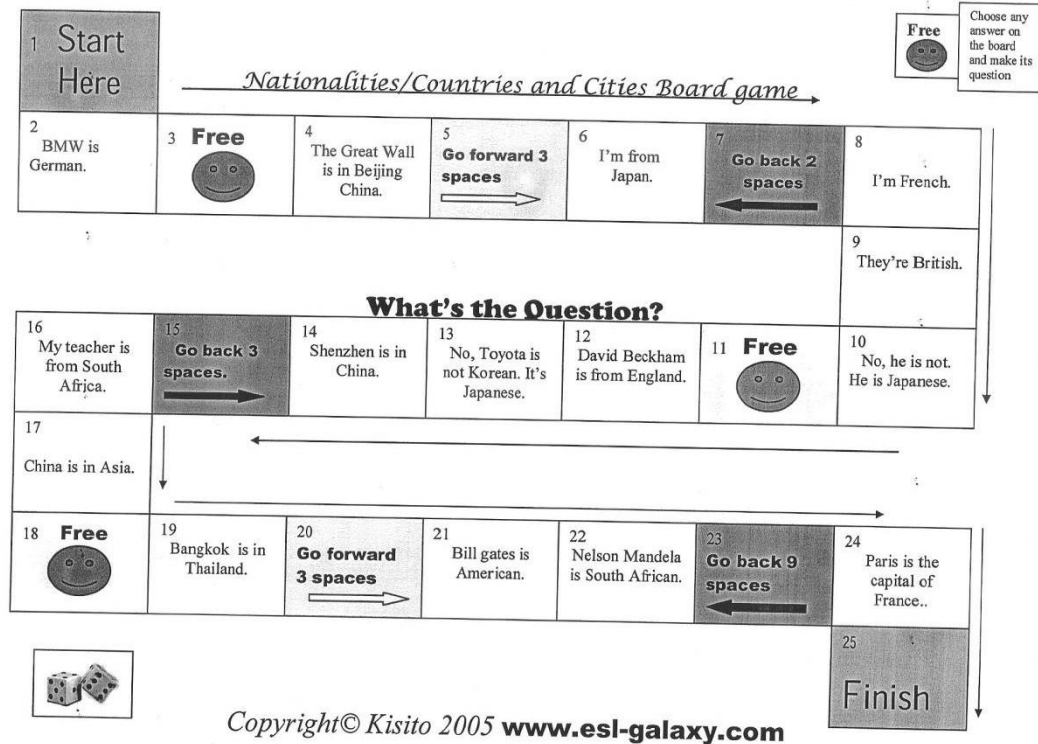 1 Start
Here
Free
Choose any
answer on
the board
and make its
question
Nationalities/Countries and Cities Board game
2
BMW is
German.
3 Free
4
The Great Wall
is in Beijing
China.
5
Go forward 3
spaces
6
I'm from
Japan.
7
Go back 2
spaces
8
I'm French.
9
They're British.
What's the Question?
16
My teacher is
from South
Africa.
15
Go back 3
spaces.
14
Shenzhen is in
China.
13
No, Toyota is
not Korean. It's
Japanese.
12
David Beckham
is from England.
11 Free
10
No, he is not.
He is Japanese.
17
China is in Asia.
18 Free
19
Bangkok is in
Thailand.
20
Go forward
3 spaces
21
Bill gates is
American.
22
Nelson Mandela
is South African.
23
Go back 9
spaces
24
Paris is the
capital of
France..
25
Finish
Copyright© Kisito 2005 www.esl-galaxy.com